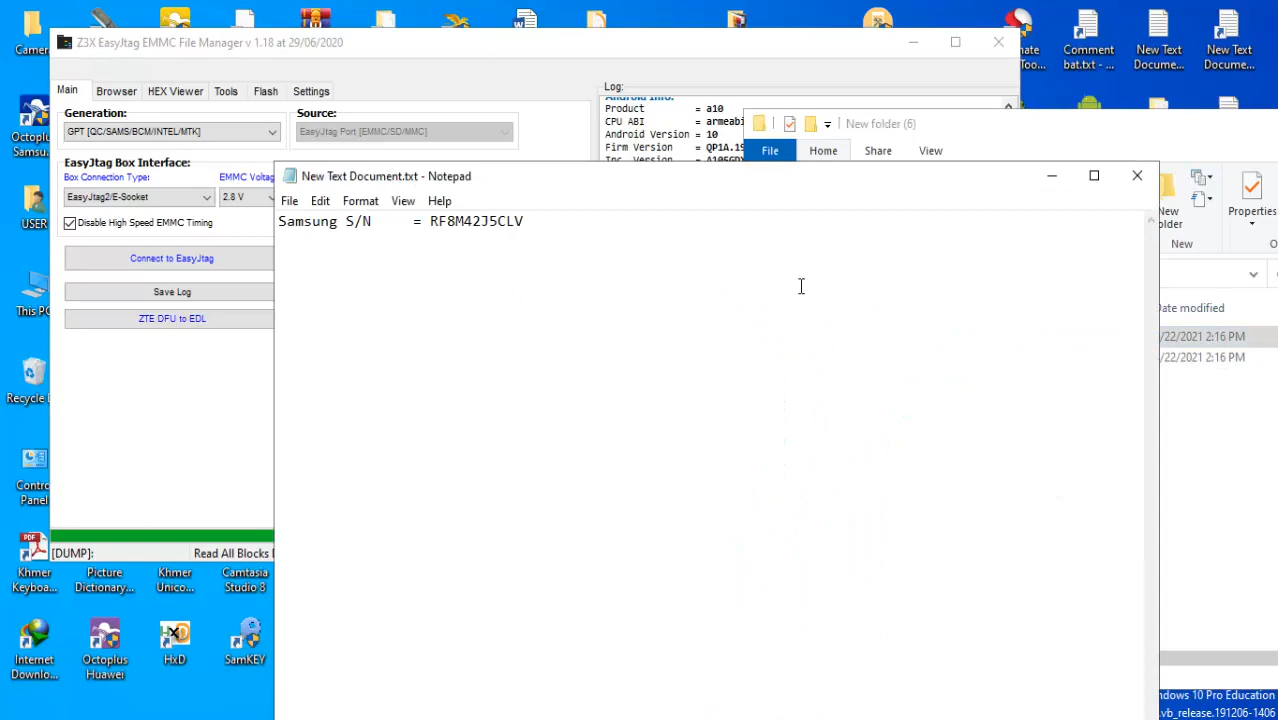 Camera
Comment
bat.txt - ...
New Text
Docume...
New Text
Docume...
Z3X EasyJtag EMMC File Manager v 1.18 at 29/06/2020
Main
Browser
HEX Viewer
Tools
Flash
Settings
Generation:
GPT [QC/SAMS/BCM/INTEL/MTK]
Source:
EasyJtag Port [EMMC/SD/MMC]
EasyJtag Box Interface:
Box Connection Type:
EMMC Voltag
EasyJtag2/E-Socket
2.8 V
Disable High Speed EMMC Timing
Connect to EasyJtag
Save Log
ZTE DFU to EDL
[DUMP]:
Read All Blocks
Log:
Android Info:
Product = a10
CPU ABI = armeabi
Android Version = 10
Firm Version = QP1A.19
New folder (6)
File
Home
Share
View
New
folder
Properties
New
Date modified
/22/2021 2:16 PM
/22/2021 2:16 PM
New Text Document.txt - Notepad
File
Edit
Format
View
Help
Samsung S/N = RF8M42J5CLV
Octoplus
Samsu...
USER
This PC
Recycle
Contro
Panel
Khmer
Keyboa...
Picture
Dictionary...
Khmer
Unico...
Camtasia
Studio 8
Internet
Downlo...
Octoplus
Huawei
HxD
SamKEY
indows 10 Pro Education
.vb_release.191206-1406